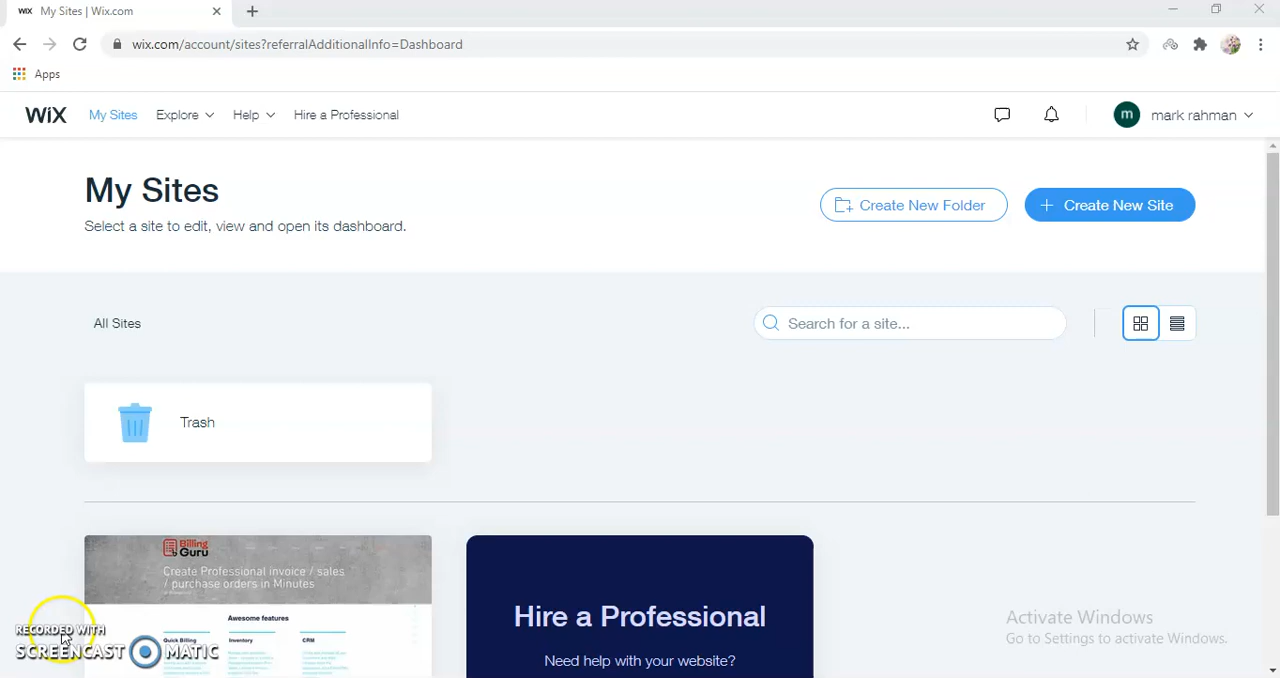 WiX My Sites | Wix.com
wix.com/account/sites?referralAdditionalInfo=Dashboard
Apps
WiX My Sites Explore Help Hire a Professional m mark rahman
My Sites
Create New Folder
Create New Site
Select a site to edit, view and open its dashboard.
All Sites
Search for a site...
Trash
Billing
Guru
Create Professional invoice / sales
/ purchase orders in Minutes
Awesome features
Quick Billing Inventory CRM
Hire a Professional
Need help with your website?
Activate Windows
Go to Settings to activate Windows.
RECORDED WITH
SCREENCAST MATIC